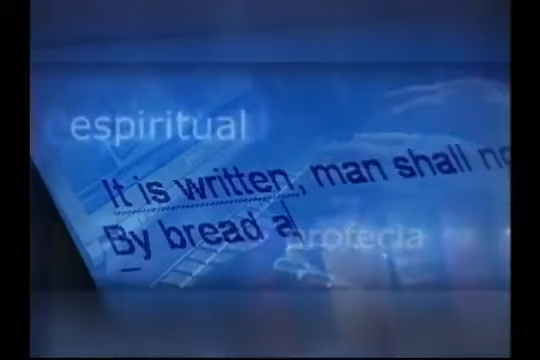 espiritual
It is written, man shall no
By bread a
profecia